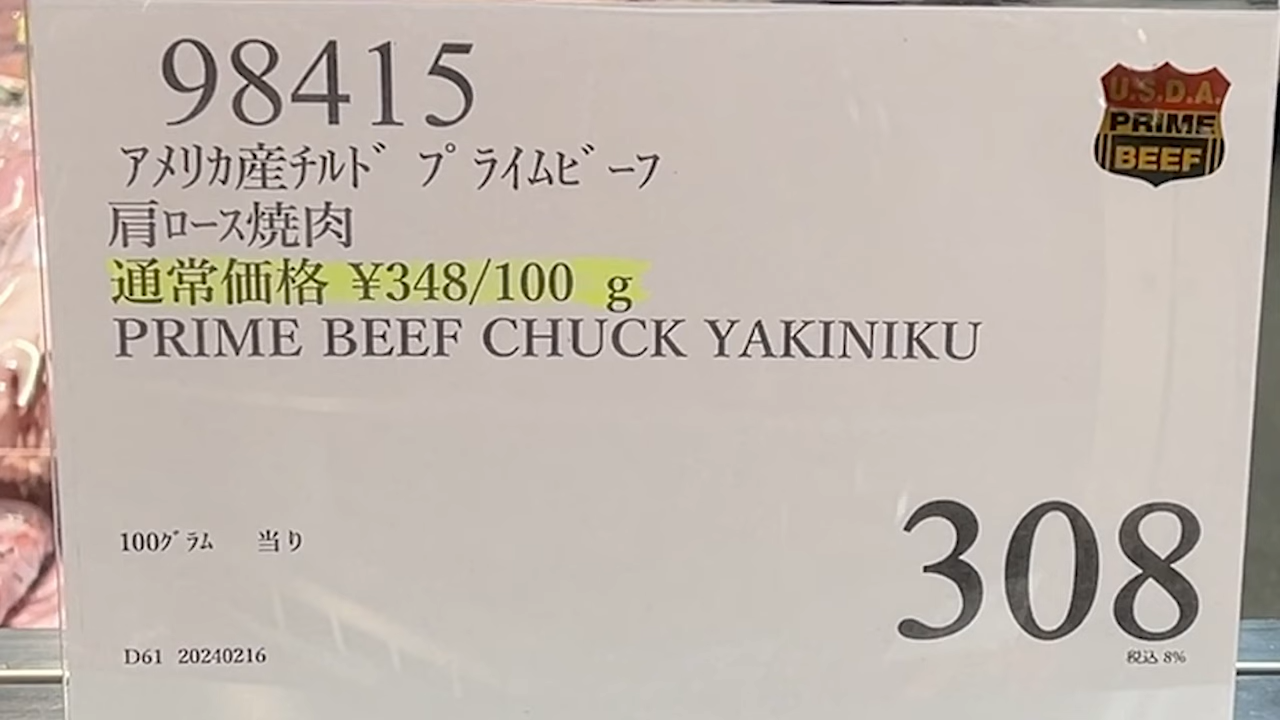 98415
U.S.D.A.
PRIME
BEEF
アメリカ産チルド プライムビーフ
肩ロース焼肉
通常価格 ¥348/100 g
PRIME BEEF CHUCK YAKINIKU
100グラム 当り
308
税込 8%
D61 20240216